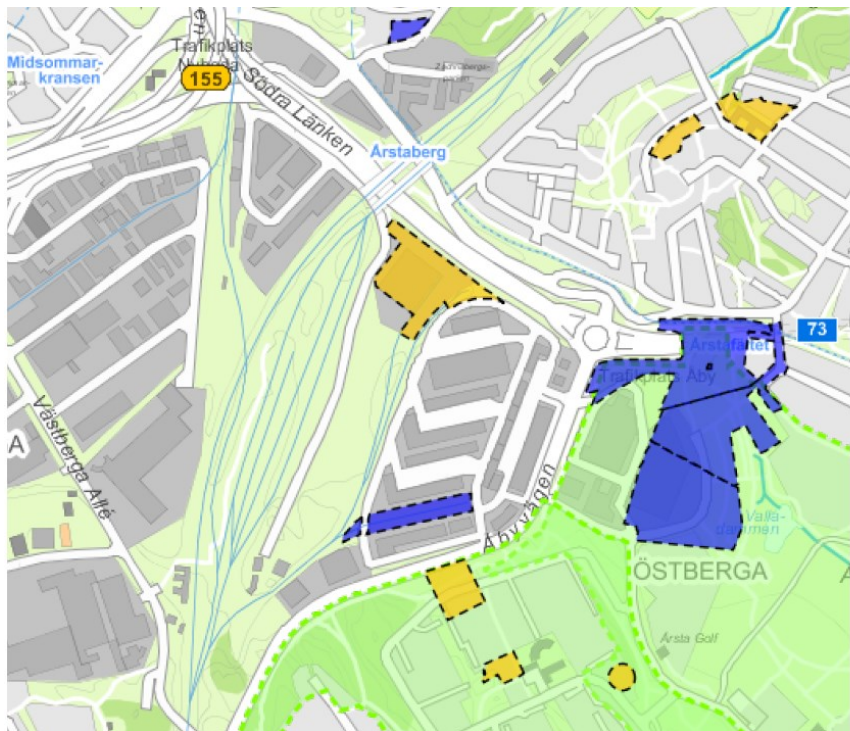 Trafikplats
Nyboda
Midsommar-
kransen
155
Södra Länken
Årstaberg
73
Årstafältet
Trafikplats Åby
Västberga Allé
A
Åbyvägen
Valla-
dammen
ÖSTBERGA
Årsta Golf